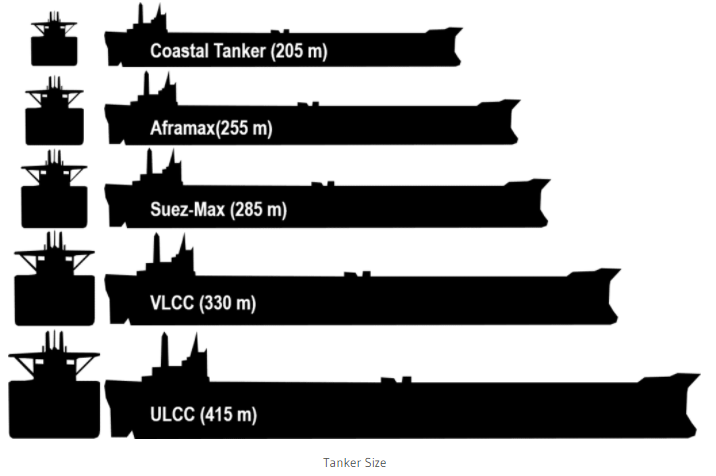 Coastal Tanker (205 m)
Aframax(255 m)
Suez-Max (285 m)
VLCC (330 m)
ULCC (415 m)
Tanker Size